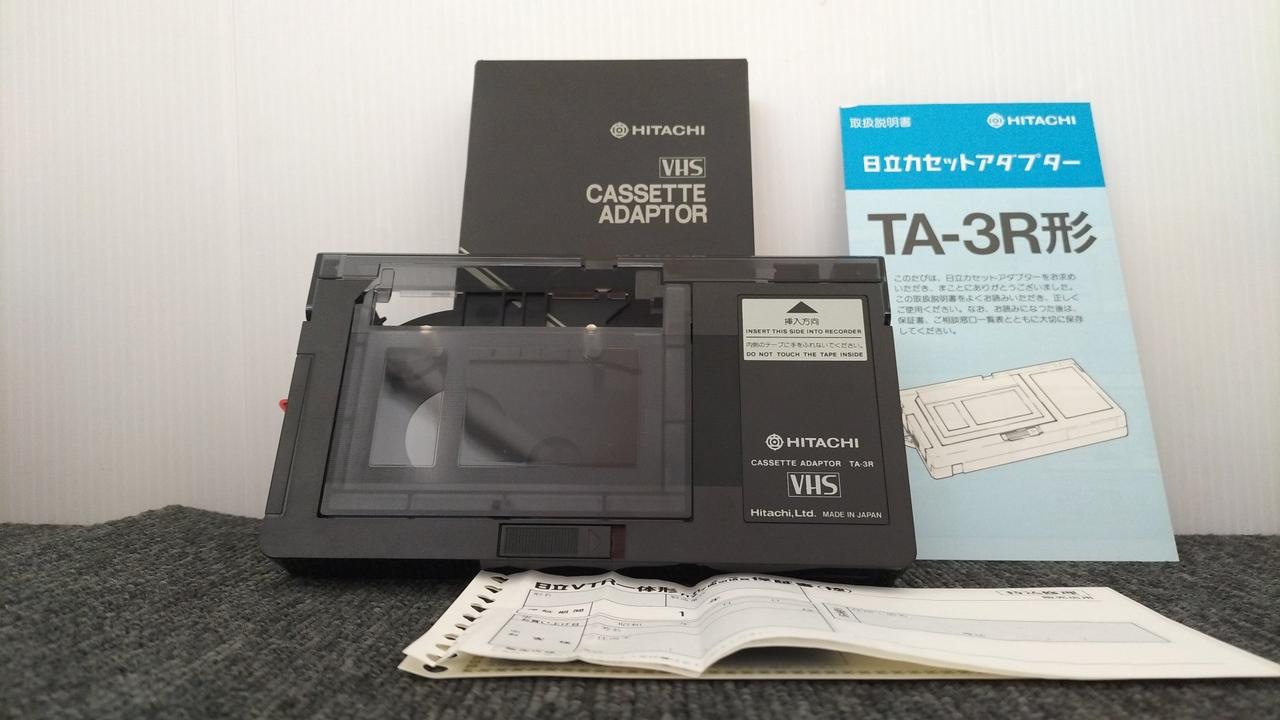 HITACHI
VHS
CASSETTE
ADAPTOR
取扱説明書
HITACHI
日立カセットアダプター
TA-3R形
このたびは、日立カセットアダプターをお求め
いただき、まことにありがとうございました。
この取扱説明書をよくお読みいただき、正しく
ご使用ください。なお、お読みになった後は、
保証書、ご相談窓口一覧表とともに大切に保存
してください。
挿入方向
INSERT THIS SIDE INTO RECORDER
内側のテープに手をふれないでください。
DO NOT TOUCH THE TAPE INSIDE
HITACHI
CASSETTE ADAPTOR TA-3R
VHS
Hitachi,Ltd. MADE IN JAPAN
日立VTR一体形
保証書
持込修理